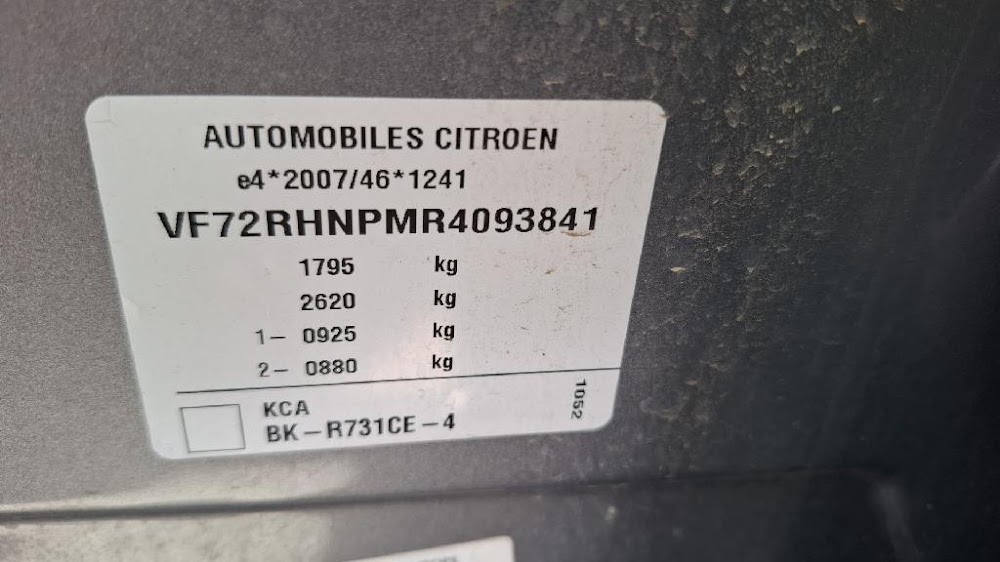 AUTOMOBILES CITROEN
e4*2007/46*1241
VF72RHNPMR4093841
1795 kg
2620 kg
1- 0925 kg
2- 0880 kg
KCA
BK-R731CE-4
1052